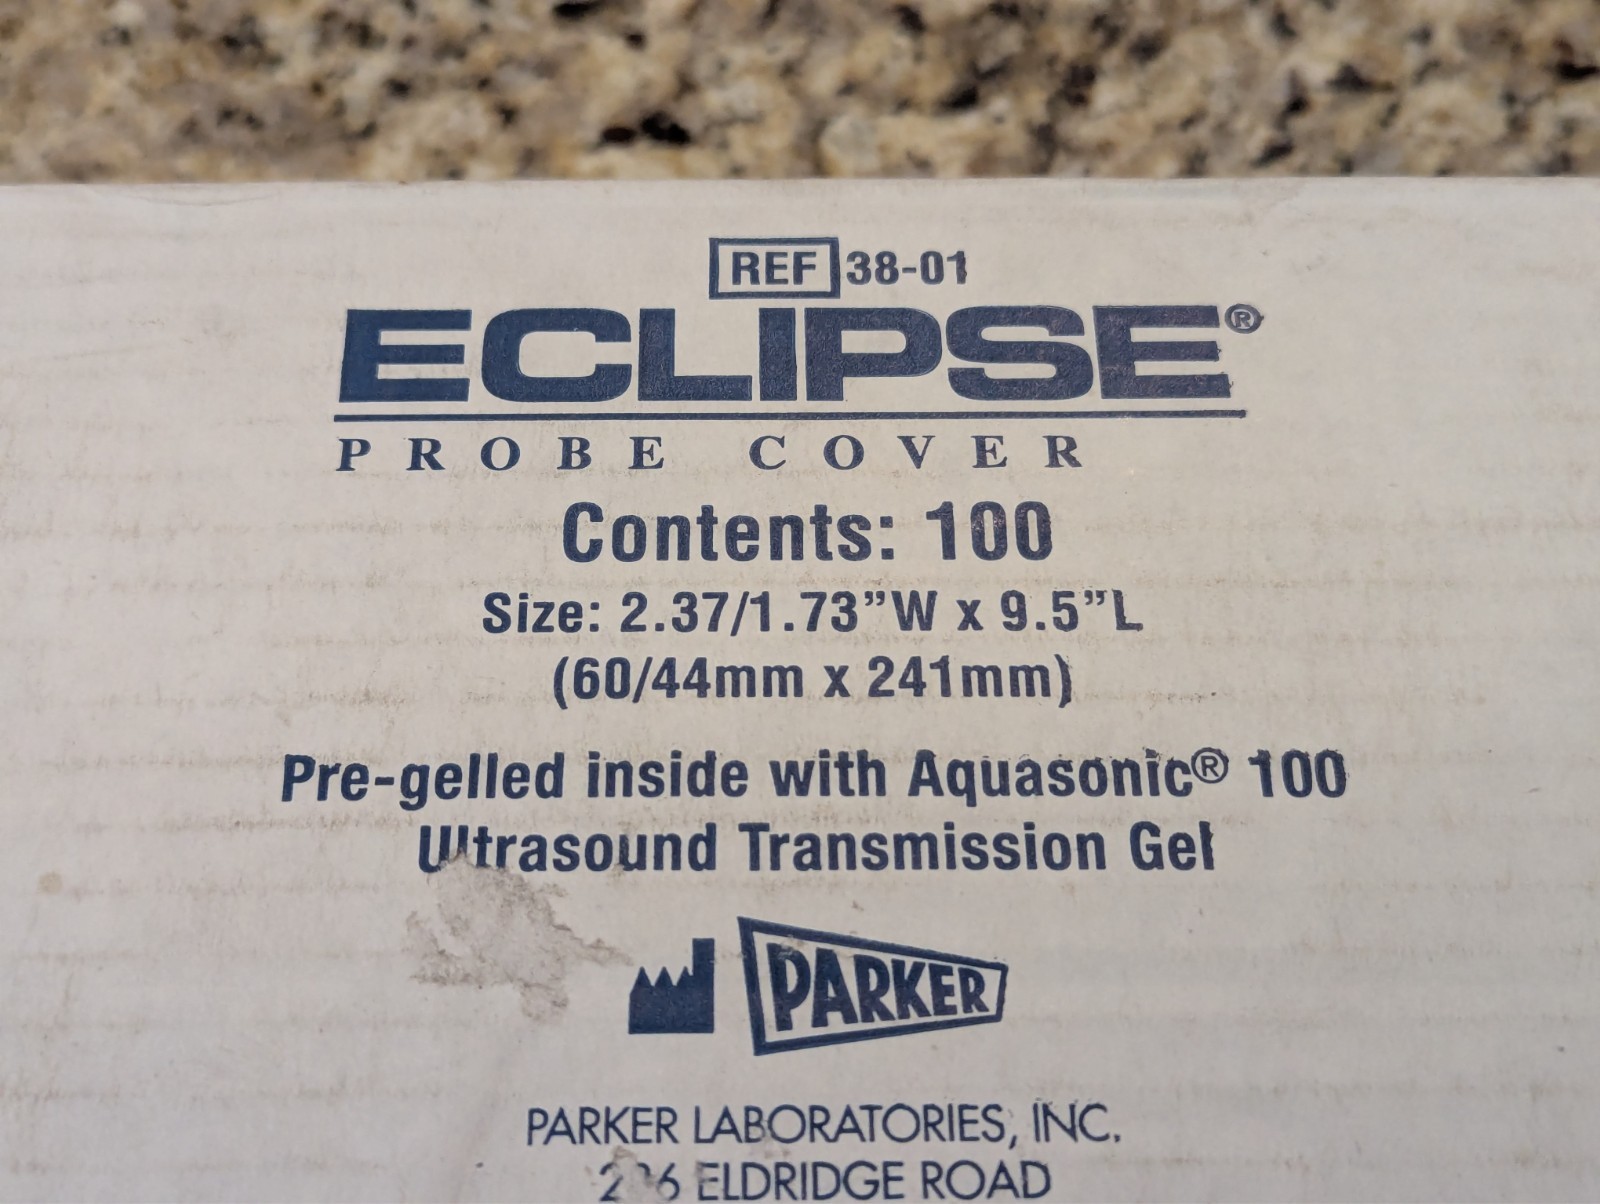 REF 38-01
ECLIPSE®
PROBE COVER
Contents: 100
Size: 2.37/1.73”W x 9.5”L
(60/44mm x 241mm)
Pre-gelled inside with Aquasonic® 100
Ultrasound Transmission Gel
PARKER
PARKER LABORATORIES, INC.
ELDRIDGE ROAD